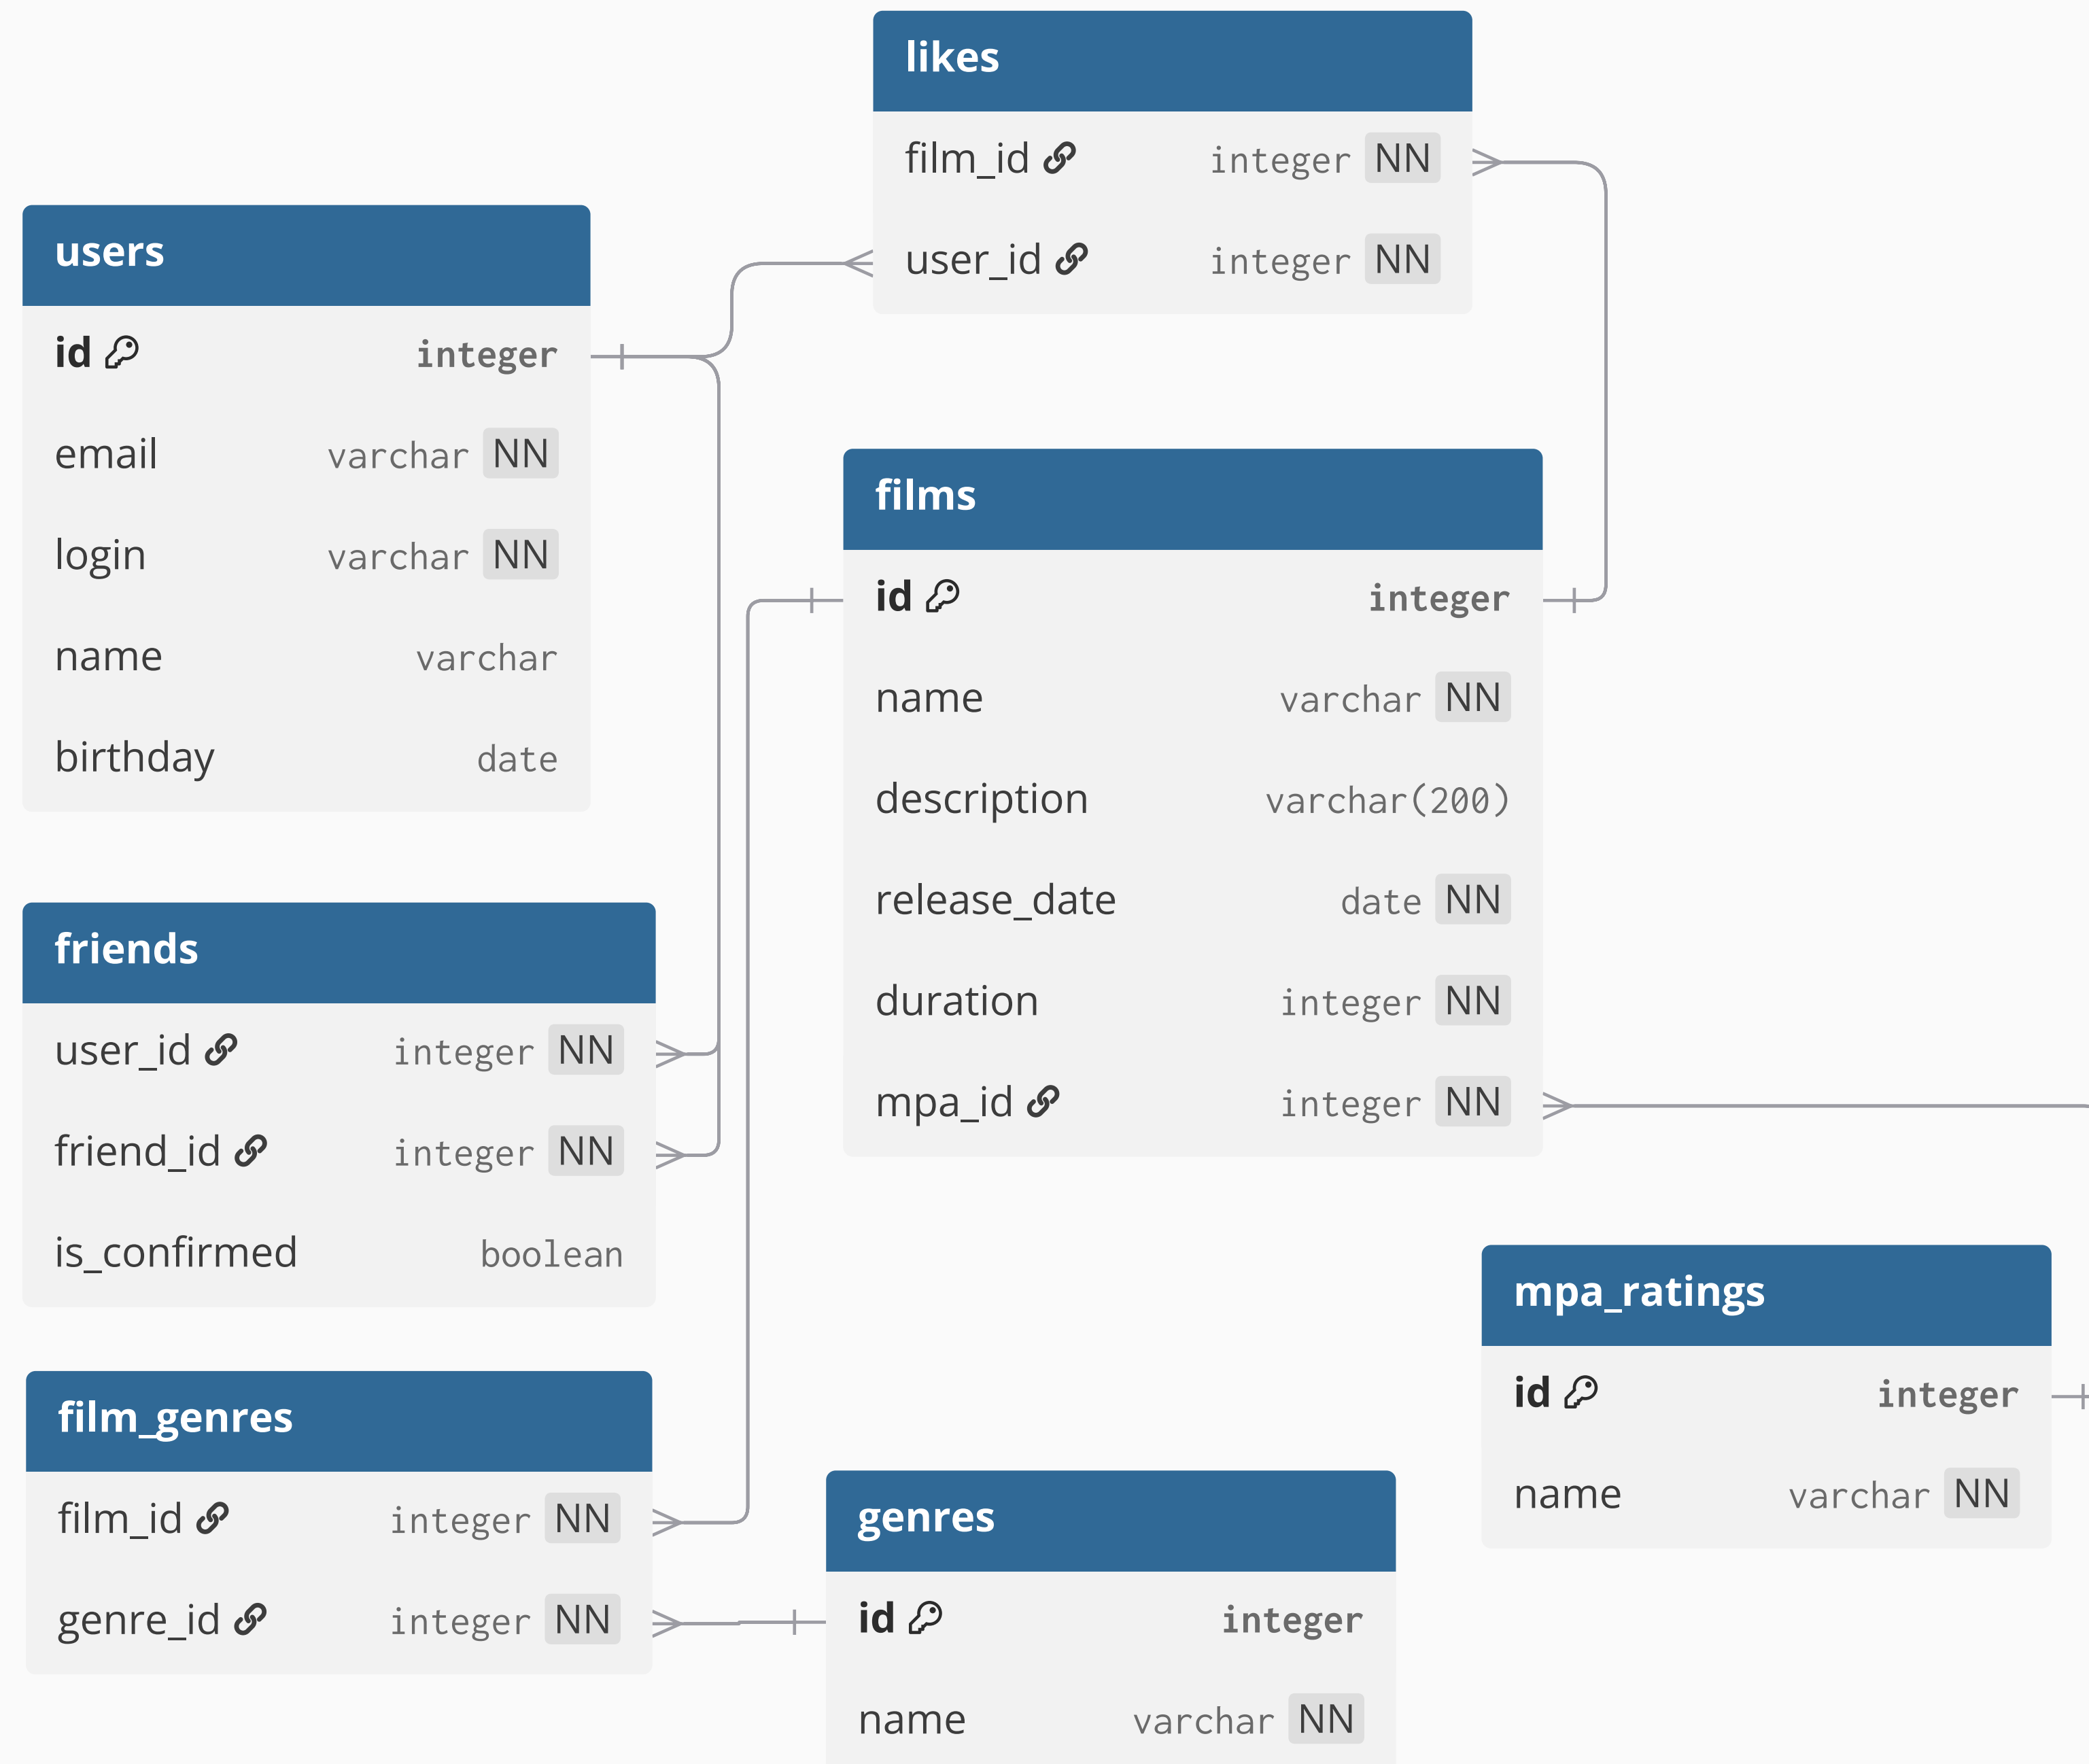 likes
film_id integer NN
user_id integer NN
users
id integer
email varchar NN
login varchar NN
name varchar
birthday date
films
id integer
name varchar NN
description varchar(200)
release_date date NN
duration integer NN
mpa_id integer NN
friends
user_id integer NN
friend_id integer NN
is_confirmed boolean
mpa_ratings
id integer
name varchar NN
film_genres
film_id integer NN
genre_id integer NN
genres
id integer
name varchar NN